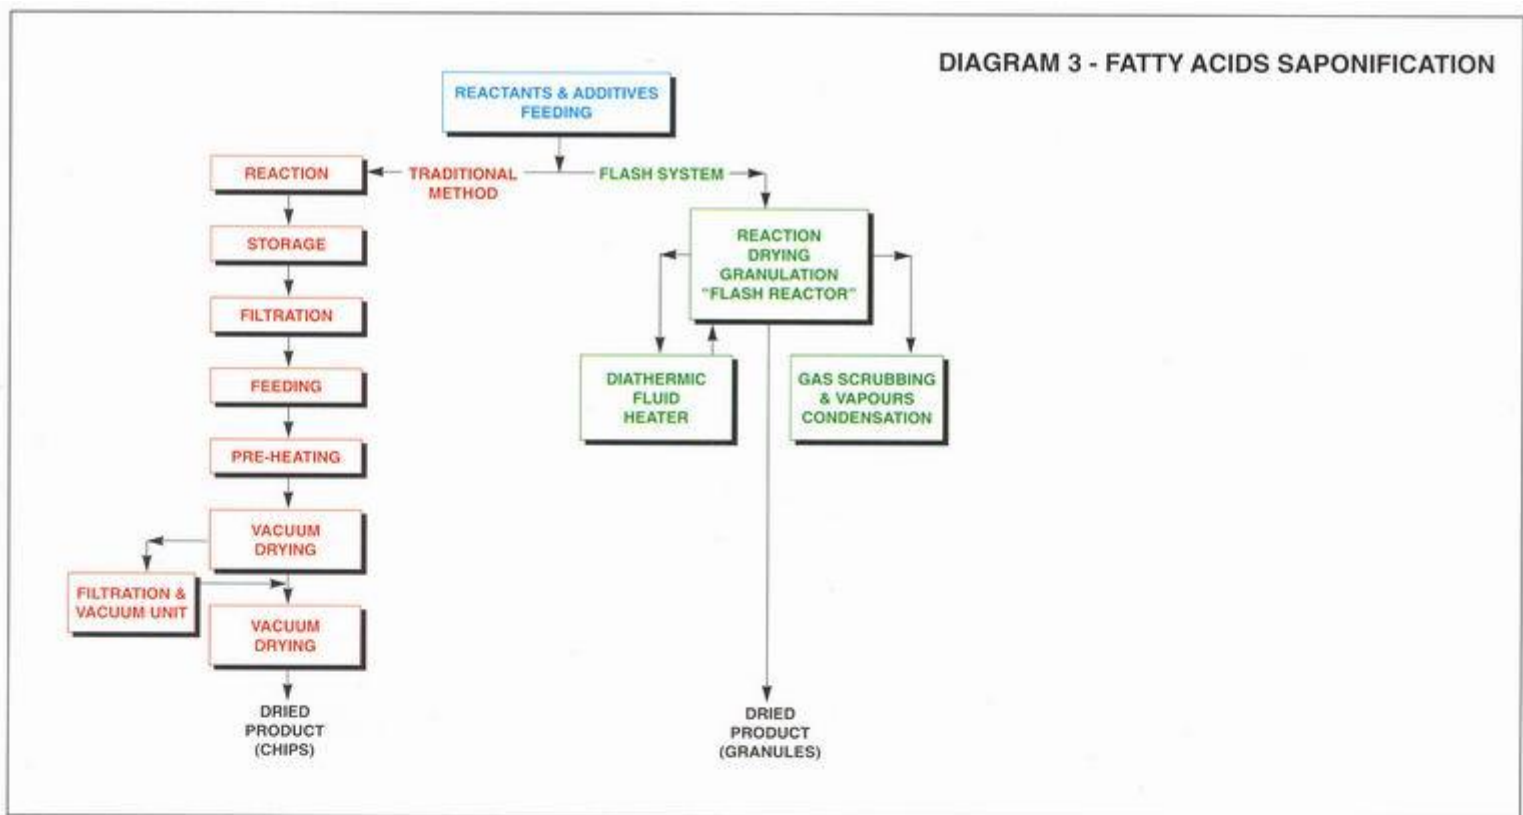 DIAGRAM 3 - FATTY ACIDS SAPONIFICATION
REACTANTS & ADDITIVES
FEEDING
TRADITIONAL
METHOD
FLASH SYSTEM
REACTION
STORAGE
FILTRATION
FEEDING
PRE-HEATING
VACUUM
DRYING
FILTRATION &
VACUUM UNIT
VACUUM
DRYING
DRIED
PRODUCT
(CHIPS)
REACTION
DRYING
GRANULATION
“FLASH REACTOR”
DIATHERMIC
FLUID
HEATER
GAS SCRUBBING
& VAPOURS
CONDENSATION
DRIED
PRODUCT
(GRANULES)